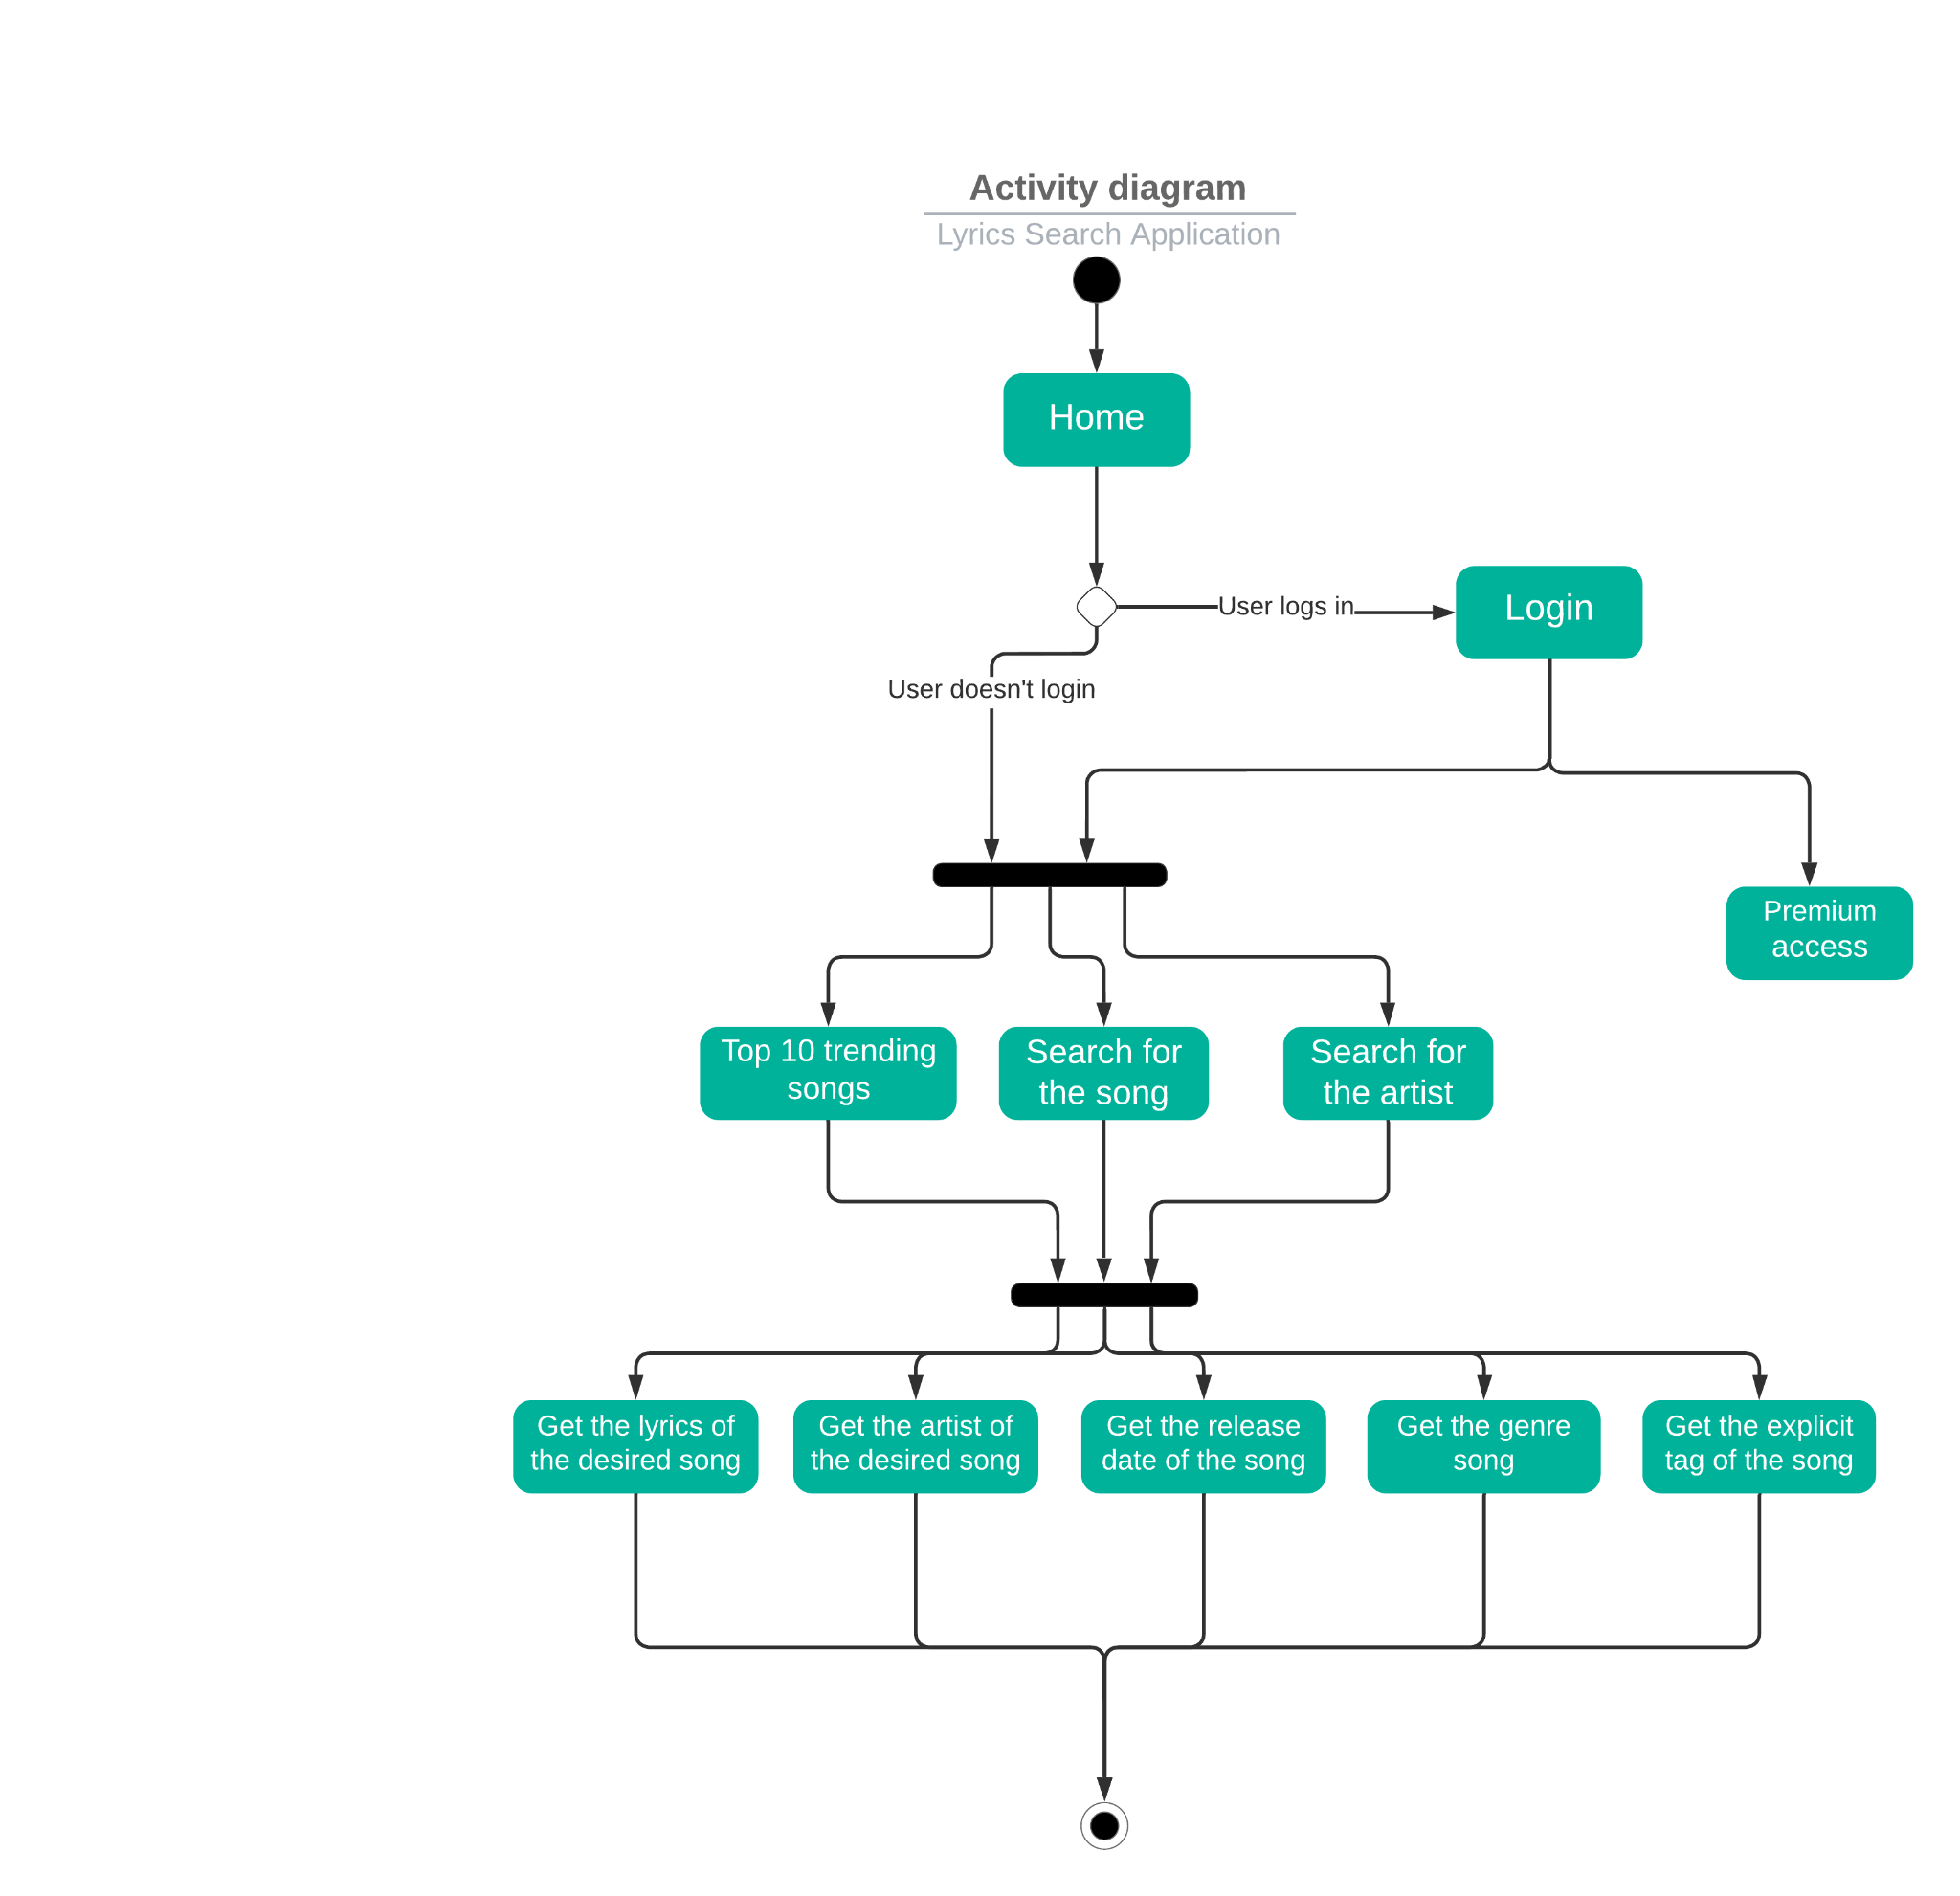 Activity diagram
Lyrics Search Application
Home
User logs in
Login
User doesn't login
Premium
access
Top 10 trending
songs
Search for
the song
Search for
the artist
Get the lyrics of
the desired song
Get the artist of
the desired song
Get the release
date of the song
Get the genre
song
Get the explicit
tag of the song